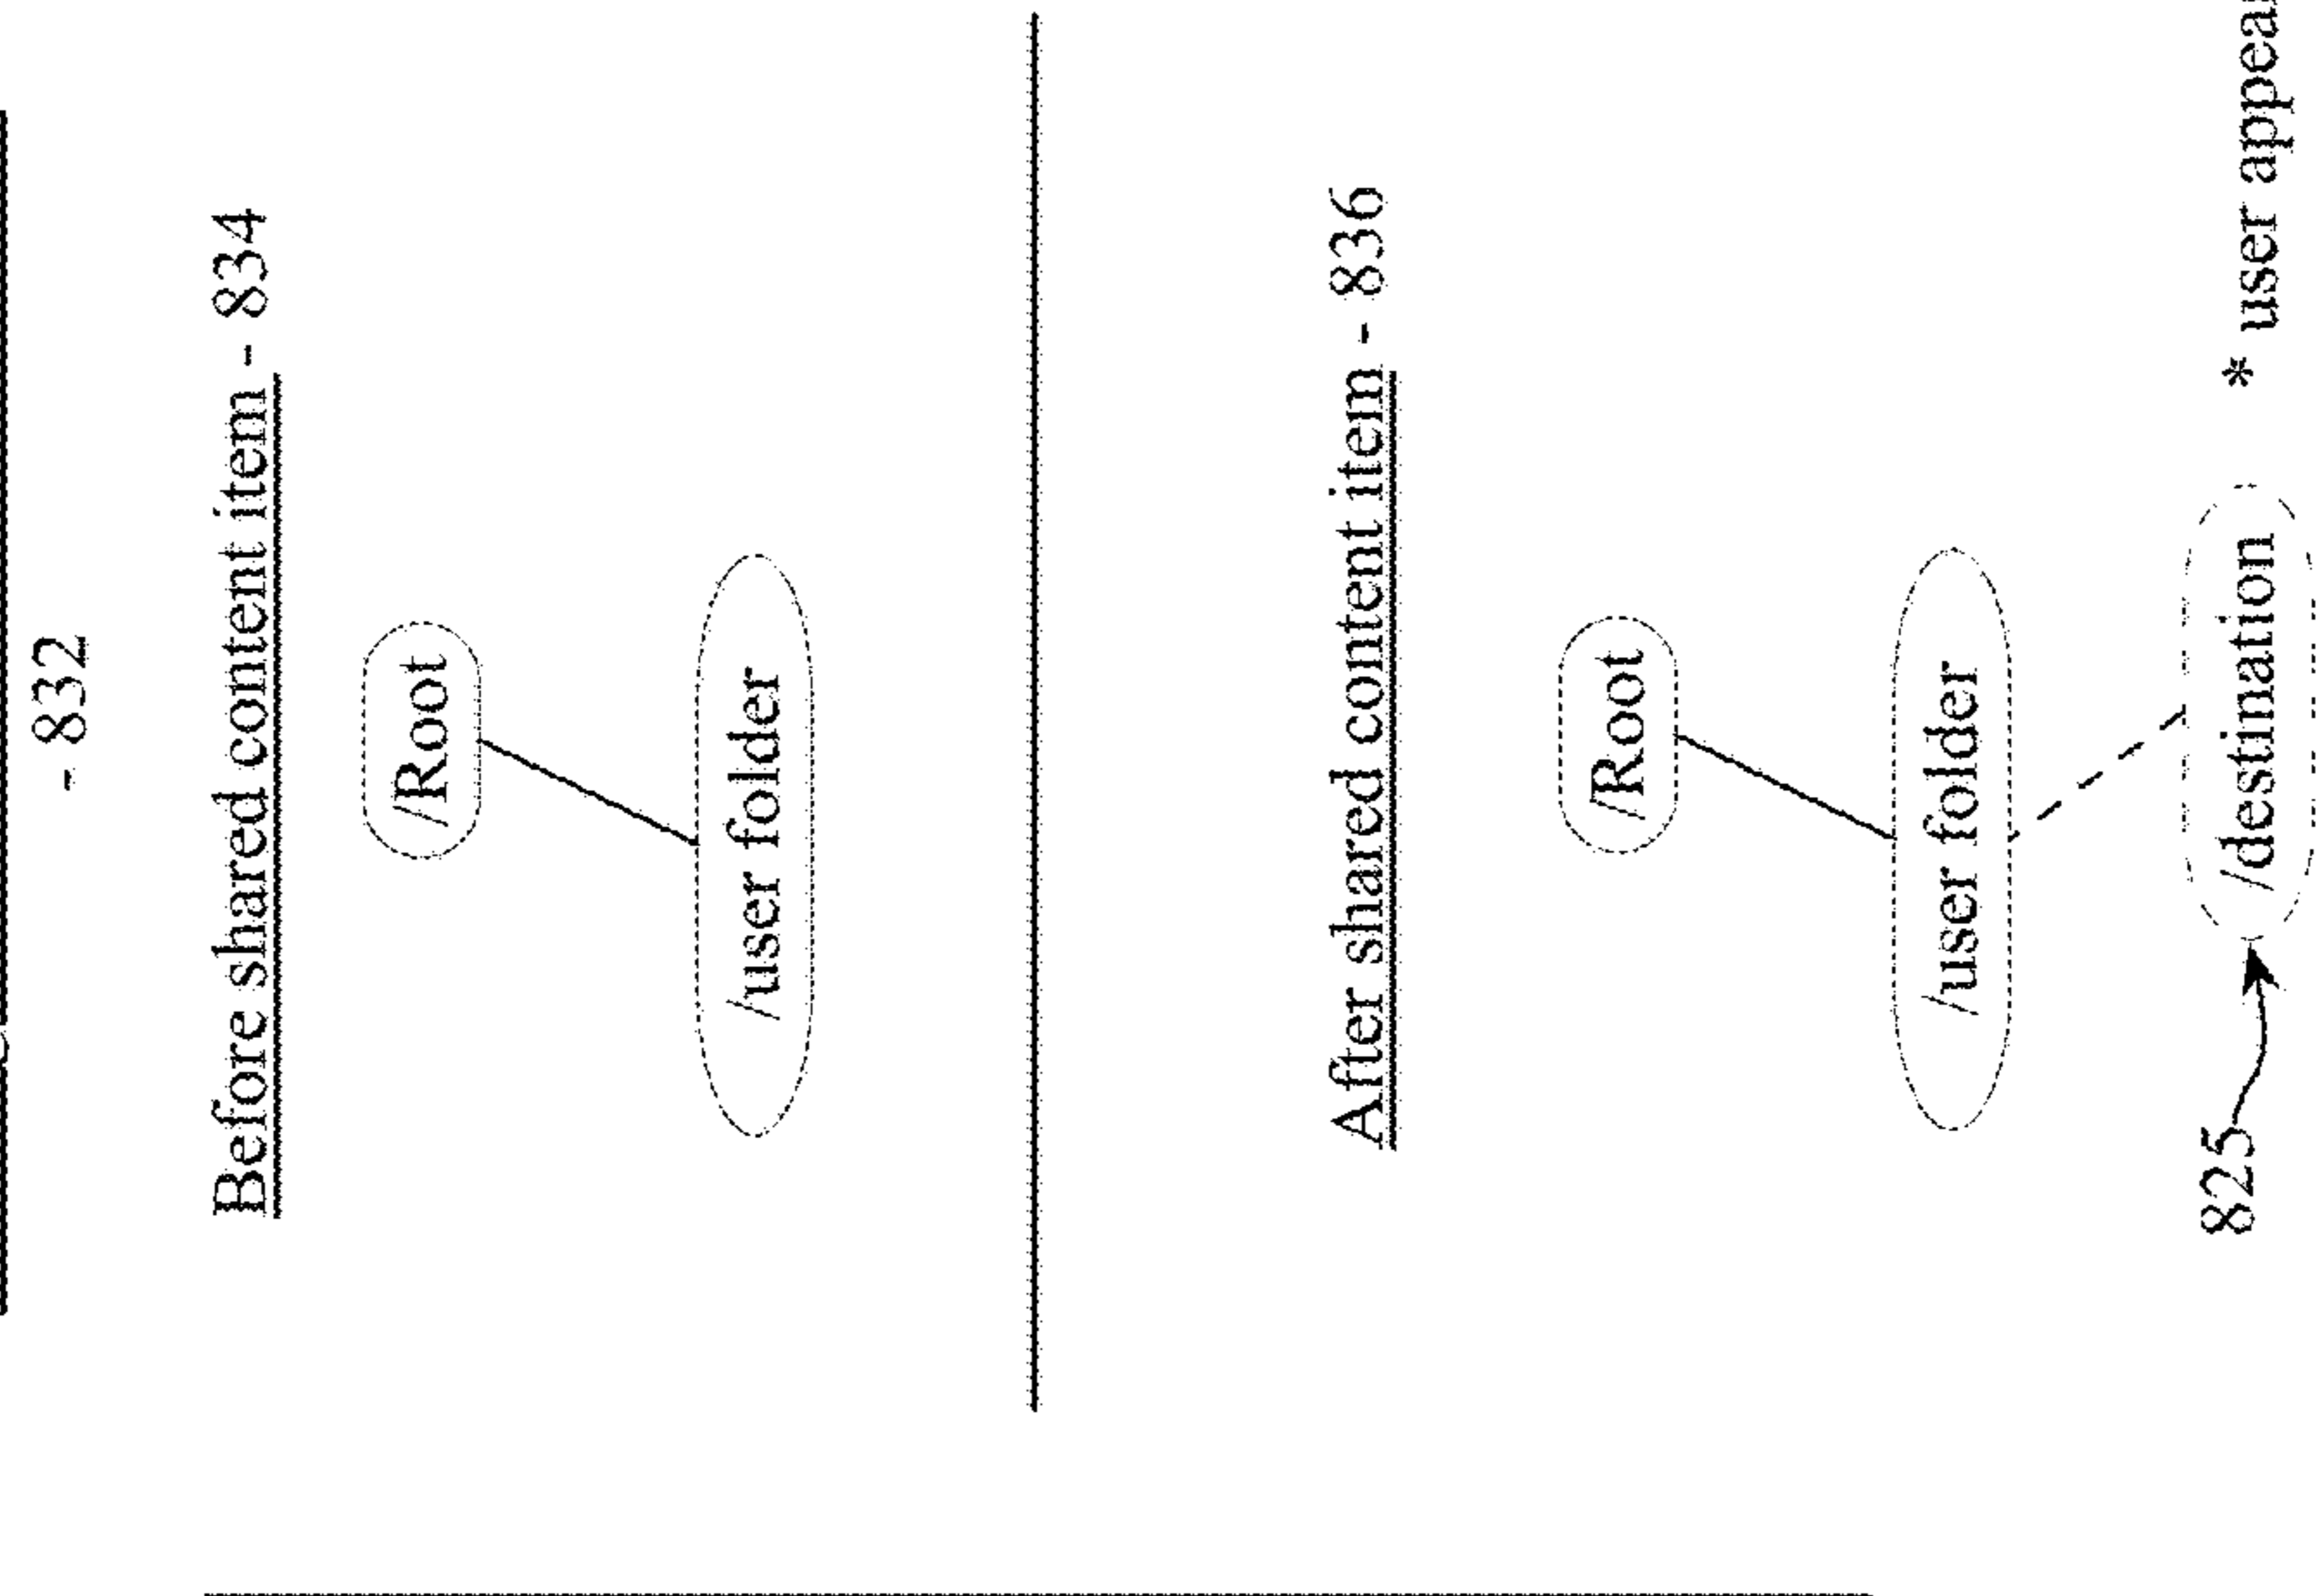 - 832
Before shared content item - 834
/Root
/user folder
After shared content item - 836
/Root
/user folder
825
/destination
* user